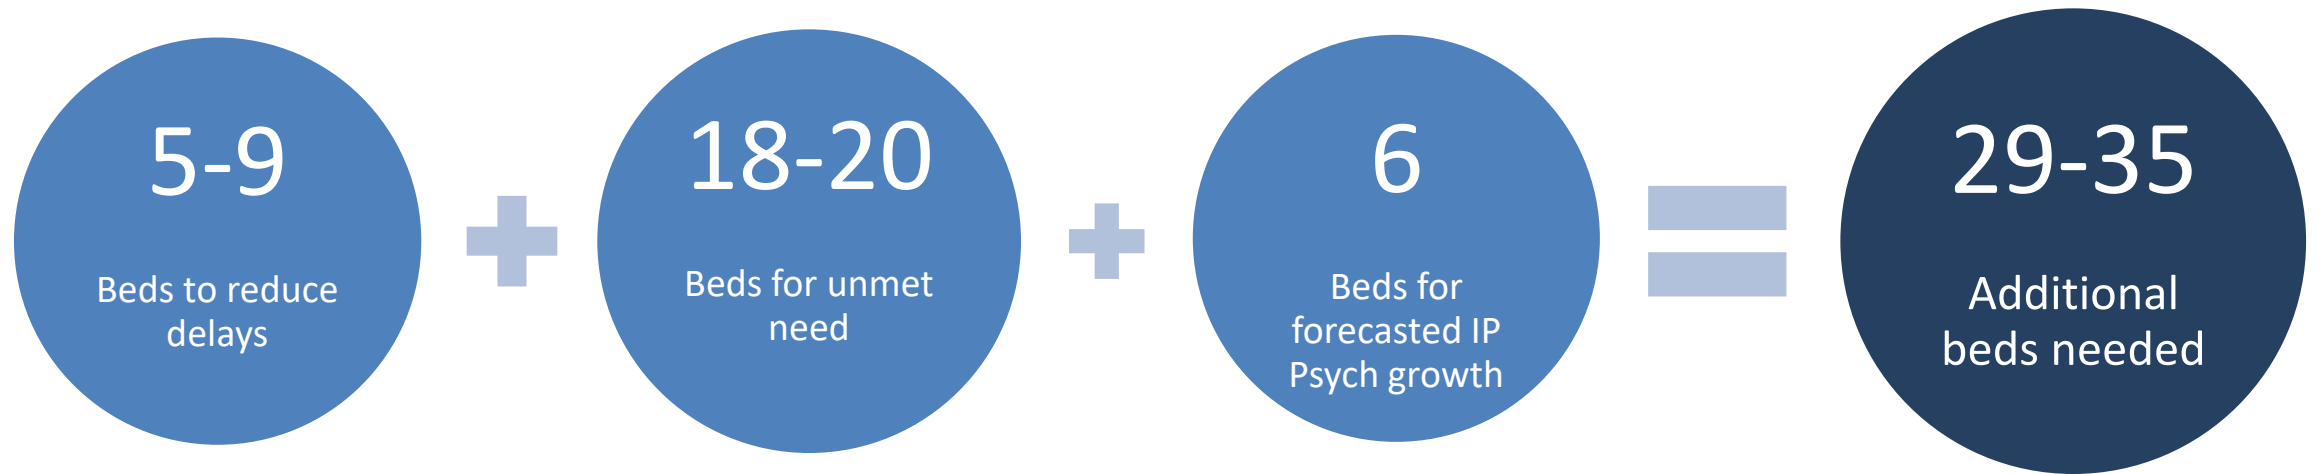 5-9
Beds to reduce
delays
18-20
Beds for unmet
need
6
Beds for
forecasted IP
Psych growth
29-35
Additional
beds needed